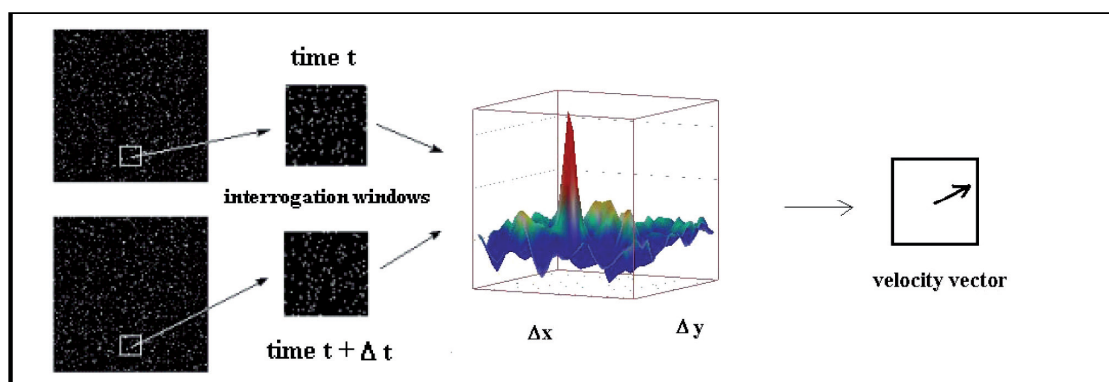 time t
interrogation windows
time t + Δ t
Δx
Δ y
velocity vector